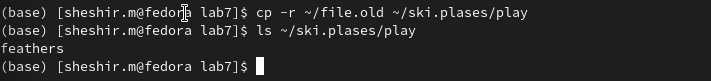 (base) [sheshir.m@fedora lab7]$ cp -r ~/file.old ~/ski.plases/play
(base) [sheshir.m@fedora lab7]$ ls ~/ski.plases/play
feathers
(base) [sheshir.m@fedora lab7]$